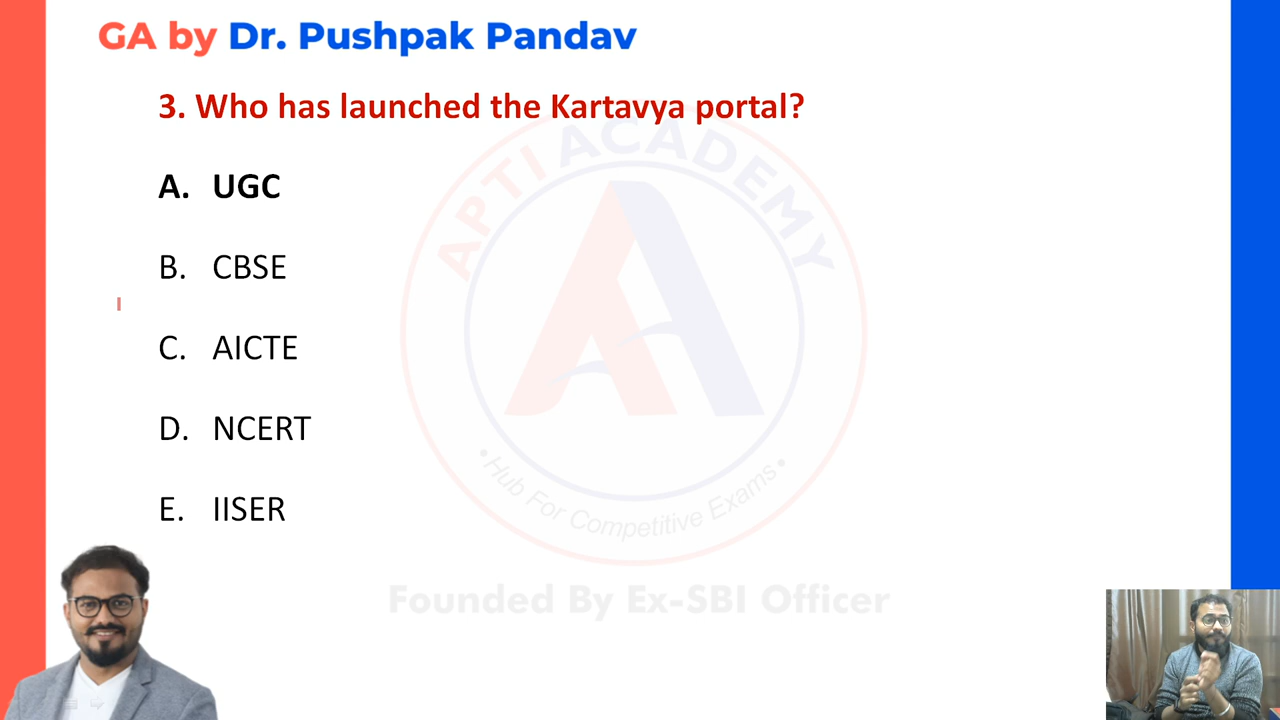 GA by Dr. Pushpak Pandav
3. Who has launched the Kartavya portal?
APTI ACADEMY
A. UGC
B. CBSE
C. AICTE
D. NCERT
E. IISER
•Hub For Competitive Exams•
Founded By Ex-SBI Officer